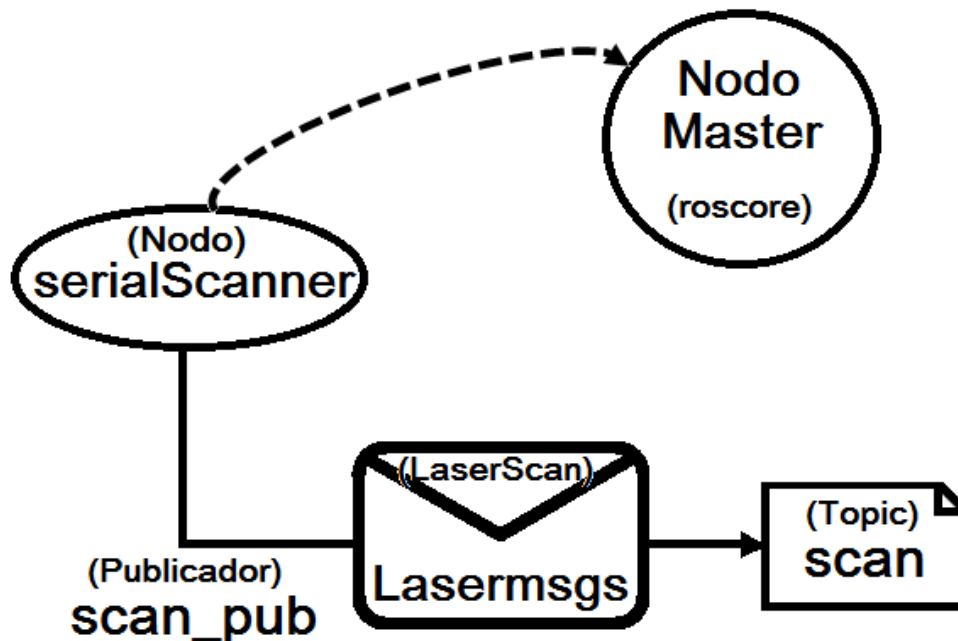 Nodo
Master
(roscore)
(Nodo)
serialScanner
(LaserScan)
Lasermsgs
(Publicador)
scan_pub
(Topic)
scan